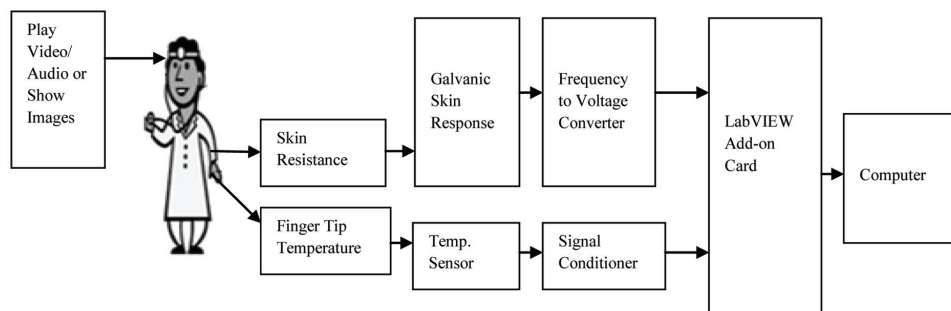 Play
Video/
Audio or
Show
Images
Skin
Resistance
Galvanic
Skin
Response
Frequency
to Voltage
Converter
LabVIEW
Add-on
Card
Computer
Finger Tip
Temperature
Temp.
Sensor
Signal
Conditioner